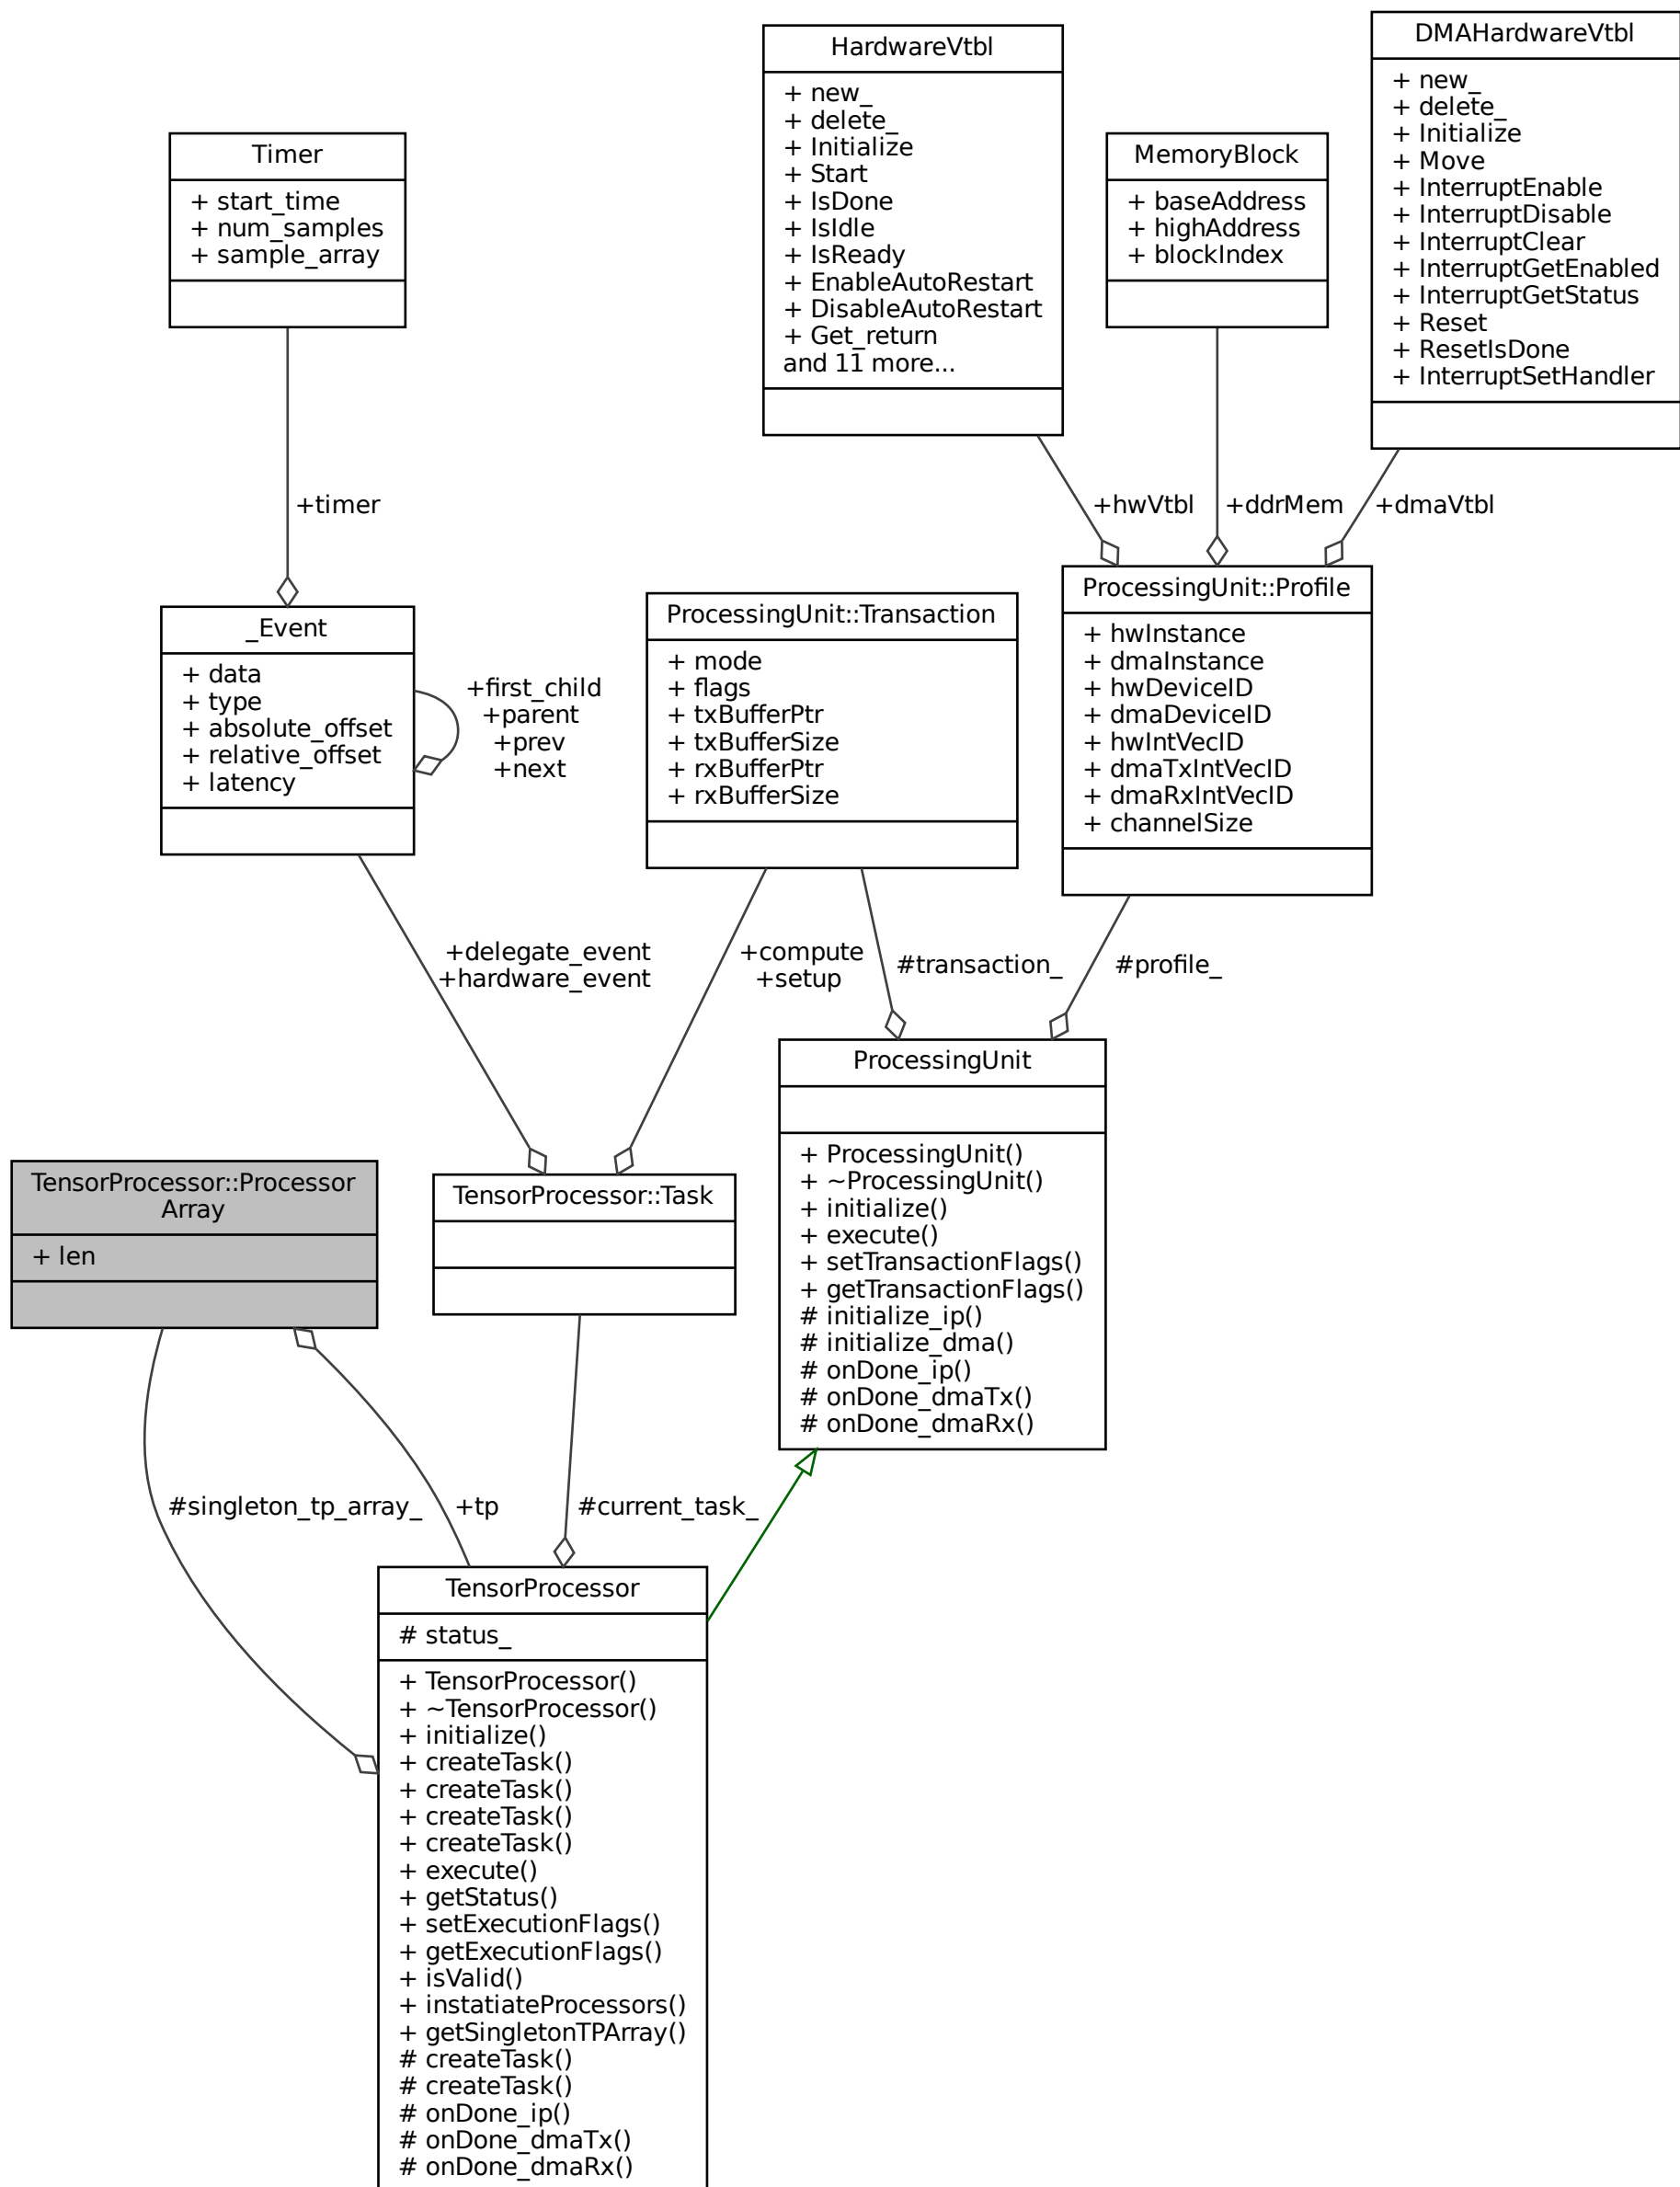 HardwareVtbl
+ new_
+ delete_
+ Initialize
+ Start
+ IsDone
+ IsIdle
+ IsReady
+ EnableAutoRestart
+ DisableAutoRestart
+ Get_return
and 11 more...
DMAHardwareVtbl
+ new_
+ delete_
+ Initialize
+ Move
+ InterruptEnable
+ InterruptDisable
+ InterruptClear
+ InterruptGetEnabled
+ InterruptGetStatus
+ Reset
+ ResetIsDone
+ InterruptSetHandler
Timer
+ start_time
+ num_samples
+ sample_array
MemoryBlock
+ baseAddress
+ highAddress
+ blockIndex
+timer
+hwVtbl
+ddrMem
+dmaVtbl
_Event
+ data
+ type
+ absolute_offset
+ relative_offset
+ latency
+first_child
+parent
+prev
+next
ProcessingUnit::Transaction
+ mode
+ flags
+ txBufferPtr
+ txBufferSize
+ rxBufferPtr
+ rxBufferSize
ProcessingUnit::Profile
+ hwInstance
+ dmaInstance
+ hwDeviceID
+ dmaDeviceID
+ hwIntVecID
+ dmaTxIntVecID
+ dmaRxIntVecID
+ channelSize
+delegate_event
+hardware_event
+compute
+setup
#transaction_
#profile_
ProcessingUnit
+ ProcessingUnit()
+ ~ProcessingUnit()
+ initialize()
+ execute()
+ setTransactionFlags()
+ getTransactionFlags()
# initialize_ip()
# initialize_dma()
# onDone_ip()
# onDone_dmaTx()
# onDone_dmaRx()
TensorProcessor::Processor
Array
+ len
TensorProcessor::Task
#singleton_tp_array_
+tp
#current_task_
TensorProcessor
# status_
+ TensorProcessor()
+ ~TensorProcessor()
+ initialize()
+ createTask()
+ createTask()
+ createTask()
+ createTask()
+ execute()
+ getStatus()
+ setExecutionFlags()
+ getExecutionFlags()
+ isValid()
+ instatiateProcessors()
+ getSingletonTPArray()
# createTask()
# createTask()
# onDone_ip()
# onDone_dmaTx()
# onDone_dmaRx()